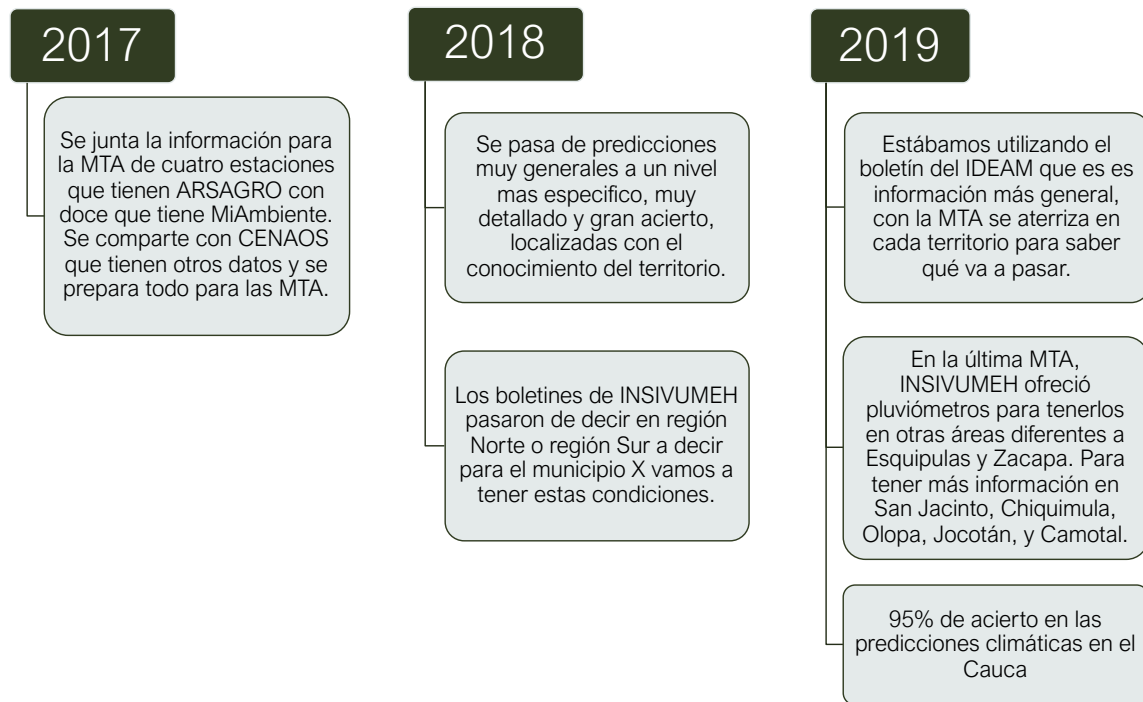 2017
Se junta la información para
la MTA de cuatro estaciones
que tienen ARSAGRO con
doce que tiene MiAmbiente.
Se comparte con CENAOS
que tienen otros datos y se
prepara todo para las MTA.
2018
Se pasa de predicciones
muy generales a un nivel
mas especifico, muy
detallado y gran acierto,
localizadas con el
conocimiento del territorio.
Los boletines de INSIVUMEH
pasaron de decir en región
Norte o región Sur a decir
para el municipio X vamos a
tener estas condiciones.
2019
Estábamos utilizando el
boletín del IDEAM que es es
información más general,
con la MTA se aterriza en
cada territorio para saber
qué va a pasar.
En la última MTA,
INSIVUMEH ofreció
pluviómetros para tenerlos
en otras áreas diferentes a
Esquipulas y Zacapa. Para
tener más información en
San Jacinto, Chiquimula,
Olopa, Jocotán, y Camotal.
95% de acierto en las
predicciones climáticas en el
Cauca